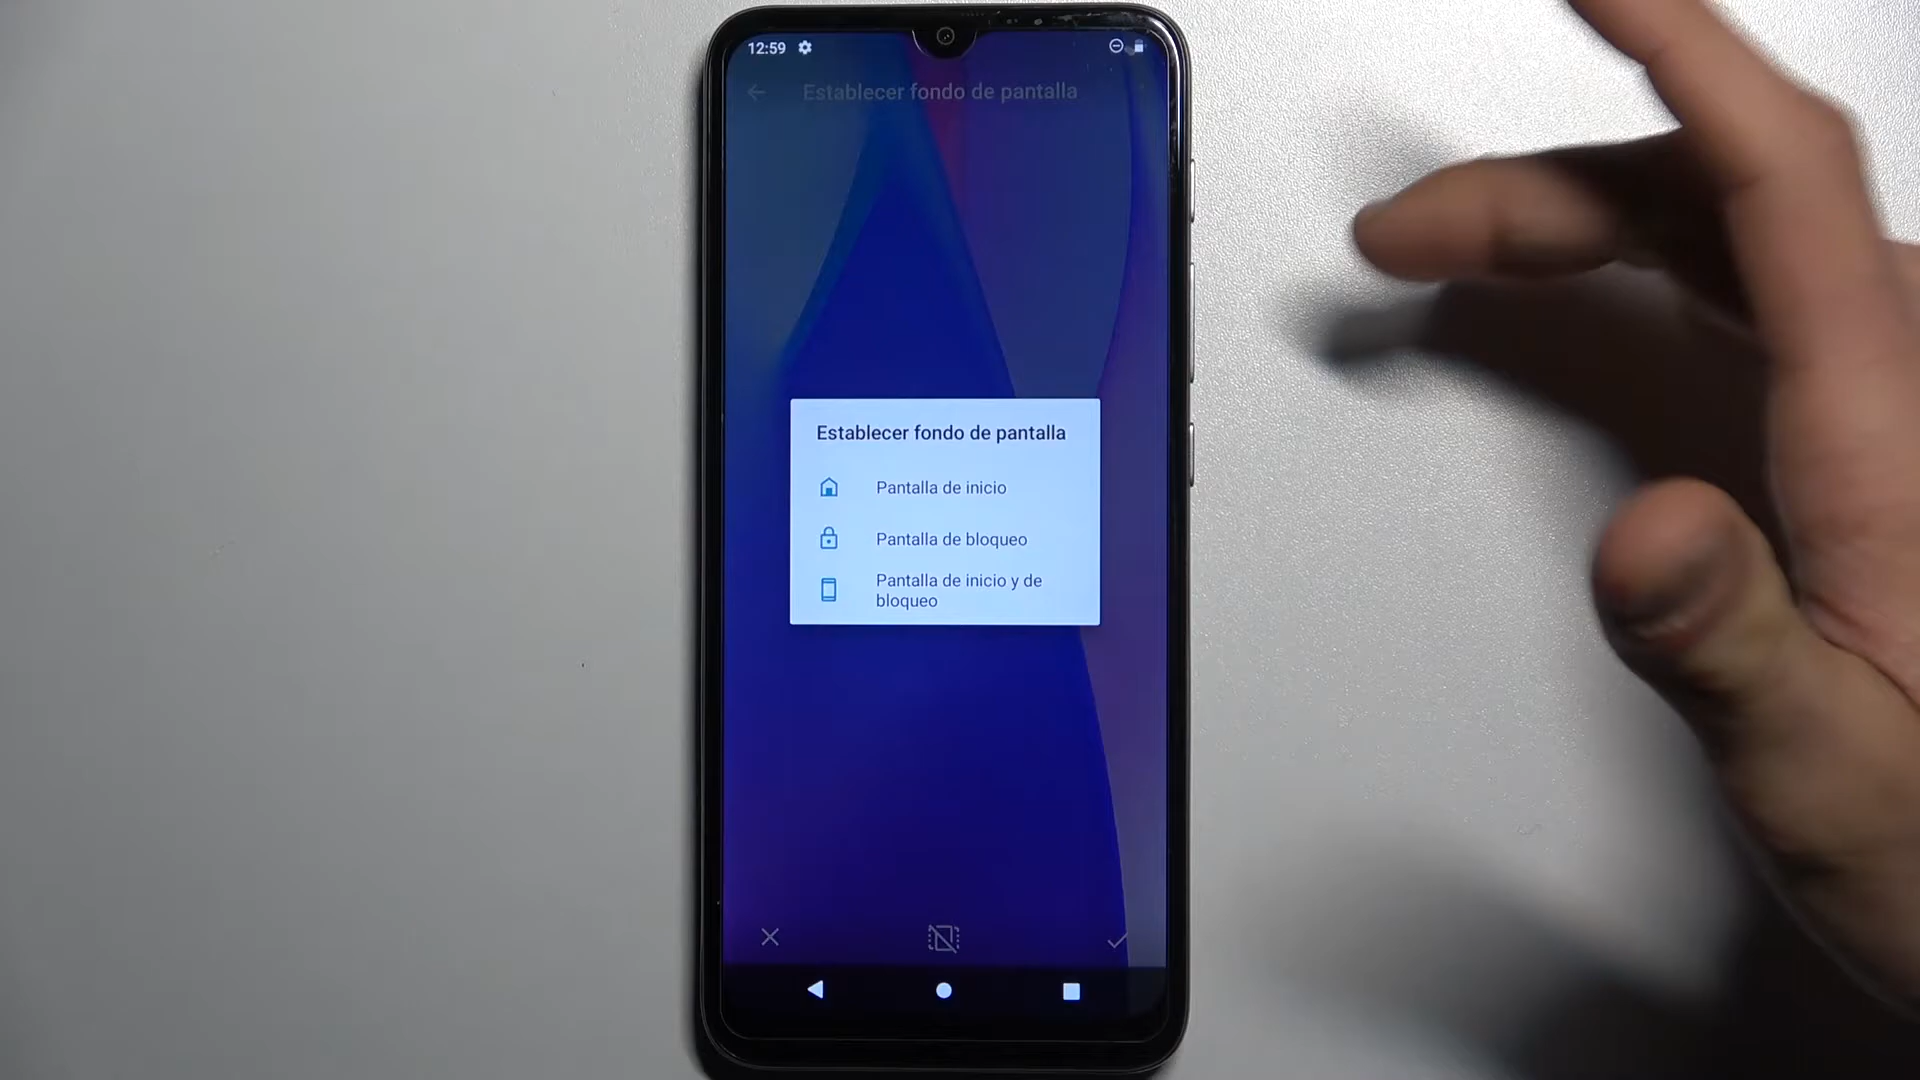 12:59
Establecer fondo de pantalla
Establecer fondo de pantalla
Pantalla de inicio
Pantalla de bloqueo
Pantalla de inicio y de
bloqueo